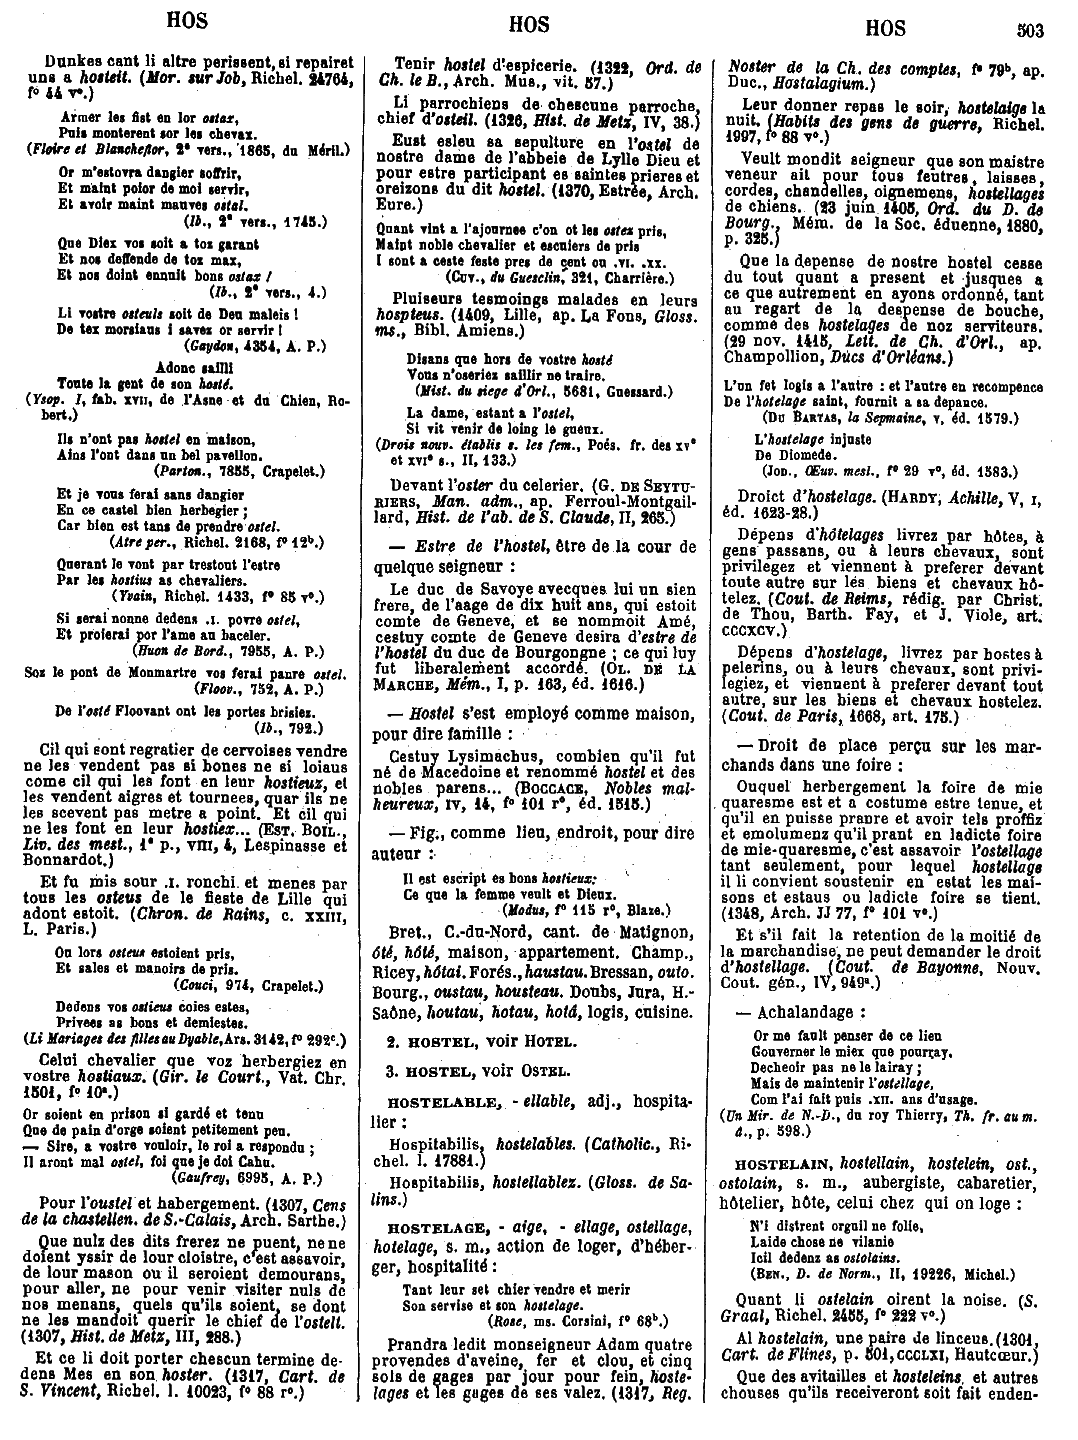 HOS
HOS
HOS
503
Dunkes cant li altre perissent, si repairet
uns a hosteit. (Mor. sur Job, Richel. 24764,
f° 44 v°.)
Armer les fist en lor ostax,
Puis monterent sor les chevax.
(Floire et Blancheflor, 2e vers., 1865, du Méril.)
Or m'estovra dangier soffrir,
Et maint polor de moi servir,
Et avoir maint mauves ostal.
(Ib., 2e vers., 1745.)
Que Diex vos soit a toz garant
Et nos deffende de toz max,
Et nos doint ennuit bons ostax !
(Ib., 2e vers., 4.)
Li vostre osteuls soit de Deu maleis !
De tex morsiaus i savez or servir !
(Gaydon, 4354, A. P.)
Adonc sailli
Toute la gent de son hosté.
(Ysop. I, fab. XVII, de l'Asne et du Chien, Ro-
bert.)
Ils n'ont pas hostel en maison,
Ains l'ont dans un bel paveillon.
(Parton., 7855, Crapelet.)
Et je vous ferai sans dangier
En ce castel bien herbegier ;
Car bien est tans de prendre ostel.
(Atre per., Richel. 2168, f° 12b.)
Querant le vont par trestout l'estre
Par les hostius as chevaliers.
(Yvain, Richel. 1433, f° 85 v°.)
Si serai nonne dedens .I. povre ostel,
Et proierai por l'ame au baceler.
(Huon de Bord., 7955, A. P.)
Soz le pont de Monmartre vos ferai panre ostel.
(Floov., 752, A. P.)
De l'osté Floovant ont les portes brisiez.
(Ib., 792.)
Cil qui sont regratier de cervoises vendre
ne les vendent pas si bones ne si loiaus
come cil qui les font en leur hostieuz, et
les vendent aigres et tournees, quar ils ne
les scevent pas metre a point. Et cil qui
ne les font en leur hostiex... (EST. BOIL.,
Liv. des mest., 1e p., VIII, 4, Lespinasse et
Bonnardot.)
Et fu mis sour .I. ronchi et menes par
tous les osteus de le fieste de Lille qui
adont estoit. (Chron. de Rains, c. XXIII,
L. Paris.)
On lors osteus estoient pris,
Et sales et manoirs de pris.
(Couci, 974, Crapelet.)
Dedens vos ostieus coies estes,
Privees as bons et demiestes.
(Li Mariages des filles au Dyable, Ars. 3142, f° 292c.)
Celui chevalier que voz herbergiez en
vostre hostiaux. (Gir. le Court., Vat. Chr.
1501, f° 10a.)
Or soient en prison si gardé et tenu
Que de pain d'orge soient petitement peu.
— Sire, a vostre vouloir, le roi a respondu ;
Il aront mal ostel, foi que je doi Cahu.
(Gaufrey, 6995, A. P.)
Pour l'oustel et habergement. (1307, Cens
de la chastellen. de S.-Calais, Arch. Sarthe.)
Que nulz des dits frerez ne puent, ne ne
doient yssir de lour cloistre, c'est assavoir,
de lour mason ou il seroient demourans,
pour aller, ne pour venir visiter nuls de
nos menans, quels qu'ils soient, se dont
ne les mandoit querir le chief de l'ostelt.
(1307, Hist. de Metz, III, 288.)
Et ce li doit porter chescun termine de-
dens Mes en son hoster. (1317, Cart. de
S. Vincent, Richel. l. 10023, f° 88 r°.)
Tenir hostel d'espicerie. (1322, Ord. de
Ch. le B., Arch. Mus., vit. 57.)
Li parrochiens de chescune parroche,
chief d'osteil. (1326, Hist. de Metz, IV, 38.)
Eust esleu sa sepulture en l'ostel de
nostre dame de l'abbeie de Lylle Dieu et
pour estre participant es saintes prieres et
oreizons du dit hostel. (1370, Estrée, Arch.
Eure.)
Quant vint a l'ajournee c'on ot les ostex pris,
Maint noble chevalier et escuiers de pris
I sont a ceste feste pres de cent ou .VI. .XX.
(CUV., du Guesclin, 321, Charrière.)
Pluiseurs tesmoings malades en leurs
hospteus. (1409, Lille, ap. La Fons, Gloss.
ms., Bibl. Amiens.)
Disans que hors de vostre hosté
Vous n'oseriez saillir ne traire.
(Mist. du siege d'Orl., 5681, Guessard.)
La dame, estant a l'ostel,
Si vit venir de loing le gueux.
(Drois nouv. établis s. les fem., Poés. fr. des XVe
et XVIe s., II, 133.)
Devant l'oster du celerier. (G. DE SEYTU-
RIERS, Man. adm., ap. Ferroul-Montgail-
lard, Hist. de l'ab. de S. Claude, II, 265.)
— Estre de l'hostel, être de la cour de
quelque seigneur :
Le duc de Savoye avecques lui un sien
frere, de l'aage de dix huit ans, qui estoit
comte de Geneve, et se nommoit Amé,
cestuy comte de Geneve desira d'estre de
l'hostel du duc de Bourgongne ; ce qui luy
fut liberalement accordé. (OL. DE LA
MARCHE, Mém., I, p. 163, éd. 1616.)
— Hostel s'est employé comme maison,
pour dire famille :
Cestuy Lysimachus, combien qu'il fut
né de Macedoine et renommé hostel et des
nobles parens... (BOCCACE, Nobles mal-
heureux, IV, 14, f° 101 r°, éd. 1515.)
— Fig., comme lieu, endroit, pour dire
auteur :
Il est escript es bons hostieux:
Ce que la femme veult et Dieux.
(Modus, f° 115 r°, Blaze.)
Bret., C.-du-Nord, cant. de Matignon,
óté, hôté, maison, appartement. Champ.,
Ricey, hôtai. Forés., haustau. Bressan, outo.
Bourg., oustau, housteau. Doubs, Jura, H.-
Saône, houtau, hotau, hotâ, logis, cuisine.
2. HOSTEL, voir HOTEL.
3. HOSTEL, voir OSTEL.
HOSTELABLE, - ellable, adj., hospita-
lier :
Hospitabilis, hostelables. (Catholic., Ri-
chel. l. 17881.)
Hospitabilis, hostellablez. (Gloss. de Sa-
lins.)
HOSTELAGE, - aige, - ellage, ostellage,
hotelage, s. m., action de loger, d'héber-
ger, hospitalité :
Tant leur set chier vendre et merir
Son servise et son hostelage.
(Rose, ms. Corsini, f° 68b.)
Prandra ledit monseigneur Adam quatre
provendes d'aveine, fer et clou, et cinq
sols de gages par jour pour fein, hoste-
lages et les gages de ses valez. (1317, Reg.
Noster de la Ch. des comptes, f° 79b, ap.
Duc., Hostalagium.)
Leur donner repas le soir, hostelaige la
nuit. (Habits des gens de guerre, Richel.
1997, f° 88 v°.)
Veult mondit seigneur que son maistre
veneur ait pour tous feutres, laisses,
cordes, chandelles, oignemens, hostellages
de chiens. (23 juin 1405, Ord. du D. de
Bourg., Mém. de la Soc. éduenne, 1880,
p. 325.)
Que la depense de nostre hostel cesse
du tout quant a present et jusques a
ce que autrement en ayons ordonné, tant
au regart de la despense de bouche,
comme des hostelages de noz serviteurs.
(29 nov. 1415, Lett. de Ch. d'Orl., ap.
Champollion, Ducs d'Orléans.)
L'un fet logis a l'autre : et l'autre en recompence
De l'hotelage saint, fournit a sa depance.
(DU BARTAS, la Sepmaine, V, éd. 1579.)
L'hostelage injuste
De Diomede.
(JOD., Œuv. mesl., f° 29 v°, éd. 1583.)
Droict d'hostelage. (HARDY, Achille, V, I,
éd. 1623-28.)
Dépens d'hôtelages livrez par hôtes, à
gens passans, ou à leurs chevaux, sont
privilegez et viennent à preferer devant
toute autre sur lés biens et chevaux hô-
telez. (Cout. de Reims, rédig. par Christ.
de Thou, Barth. Fay, et J. Viole, art.
CCCXCV.)
Dépens d'hostelage, livrez par hostes à
pelerins, ou à leurs chevaux, sont privi-
legiez, et viennent à preferer devant tout
autre, sur les biens et chevaux hostelez.
(Cout. de Paris, 1668, art. 175.)
— Droit de place perçu sur les mar-
chands dans une foire :
Ouquel herbergement la foire de mie
quaresme est et a costume estre tenue, et
qu'il en puisse pranre et avoir tels proffiz
et emolumenz qu'il prant en ladicte foire
de mie-quaresme, c'est assavoir l'ostellage
tant seulement, pour lequel hostellage
il li convient soustenir en estat les mai-
sons et estaus ou ladicte foire se tient.
(1348, Arch. JJ 77, f° 101 v°.)
Et s'il fait la retention de la moitié de
la marchandise, ne peut demander le droit
d'hostellage. (Cout. de Bayonne, Nouv.
Cout. gén., IV, 949a.)
— Achalandage :
Or me fault penser de ce lieu
Gouverner le miex que pourray.
Decheoir pas ne le lairay ;
Mais de maintenir l'ostellage,
Com l'ai fait puis .XII. ans d'usage.
(Un Mir. de N.-D., du roy Thierry, Th. fr. au m.
â., p. 598.)
HOSTELAIN, hostellain, hostelein, ost.,
ostolain, s. m., aubergiste, cabaretier,
hôtelier, hôte, celui chez qui on loge :
N'i distrent orguil ne folie,
Laide chose ne vilanie
Icil dedenz as ostolains.
(BEN., D. de Norm., II, 19226, Michel.)
Quant li ostelain oirent la noise. (S.
Graal, Richel. 2455, f° 222 v°.)
Al hostelain, une paire de linceus. (1301,
Cart. de Flines, p. 501, CCCLXI, Hautcœur.)
Que des avitailles et hosteleins, et autres
chouses qu'ils receiveront soit fait enden-